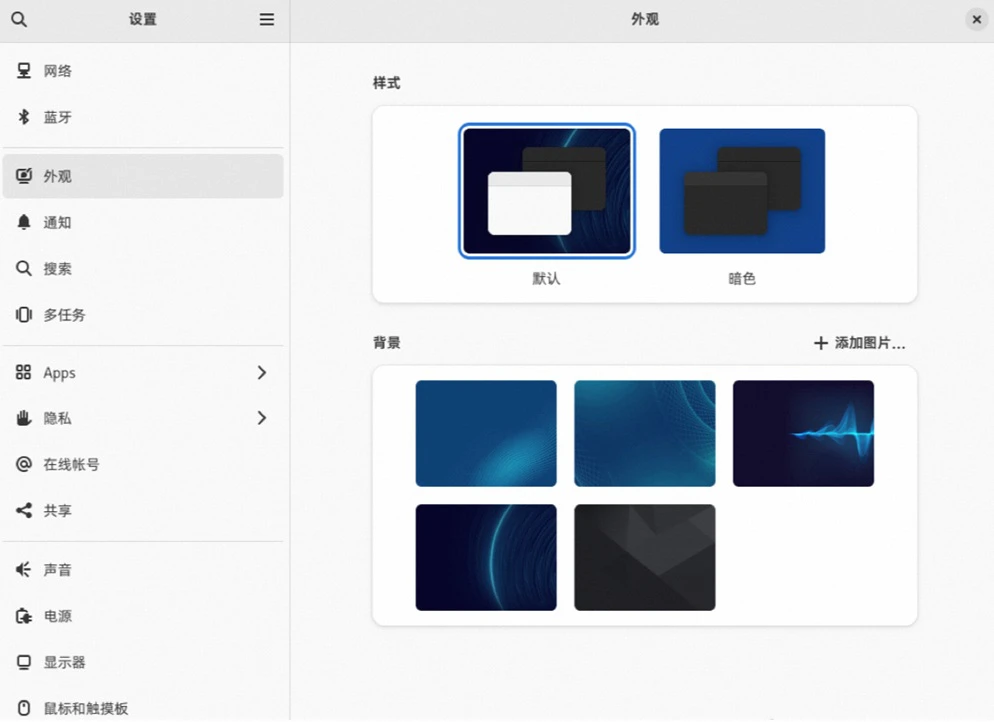 设置
外观
网络
蓝牙
外观
通知
搜索
多任务
Apps
隐私
在线帐号
共享
声音
电源
显示器
鼠标和触摸板
样式
默认
暗色
背景
添加图片...